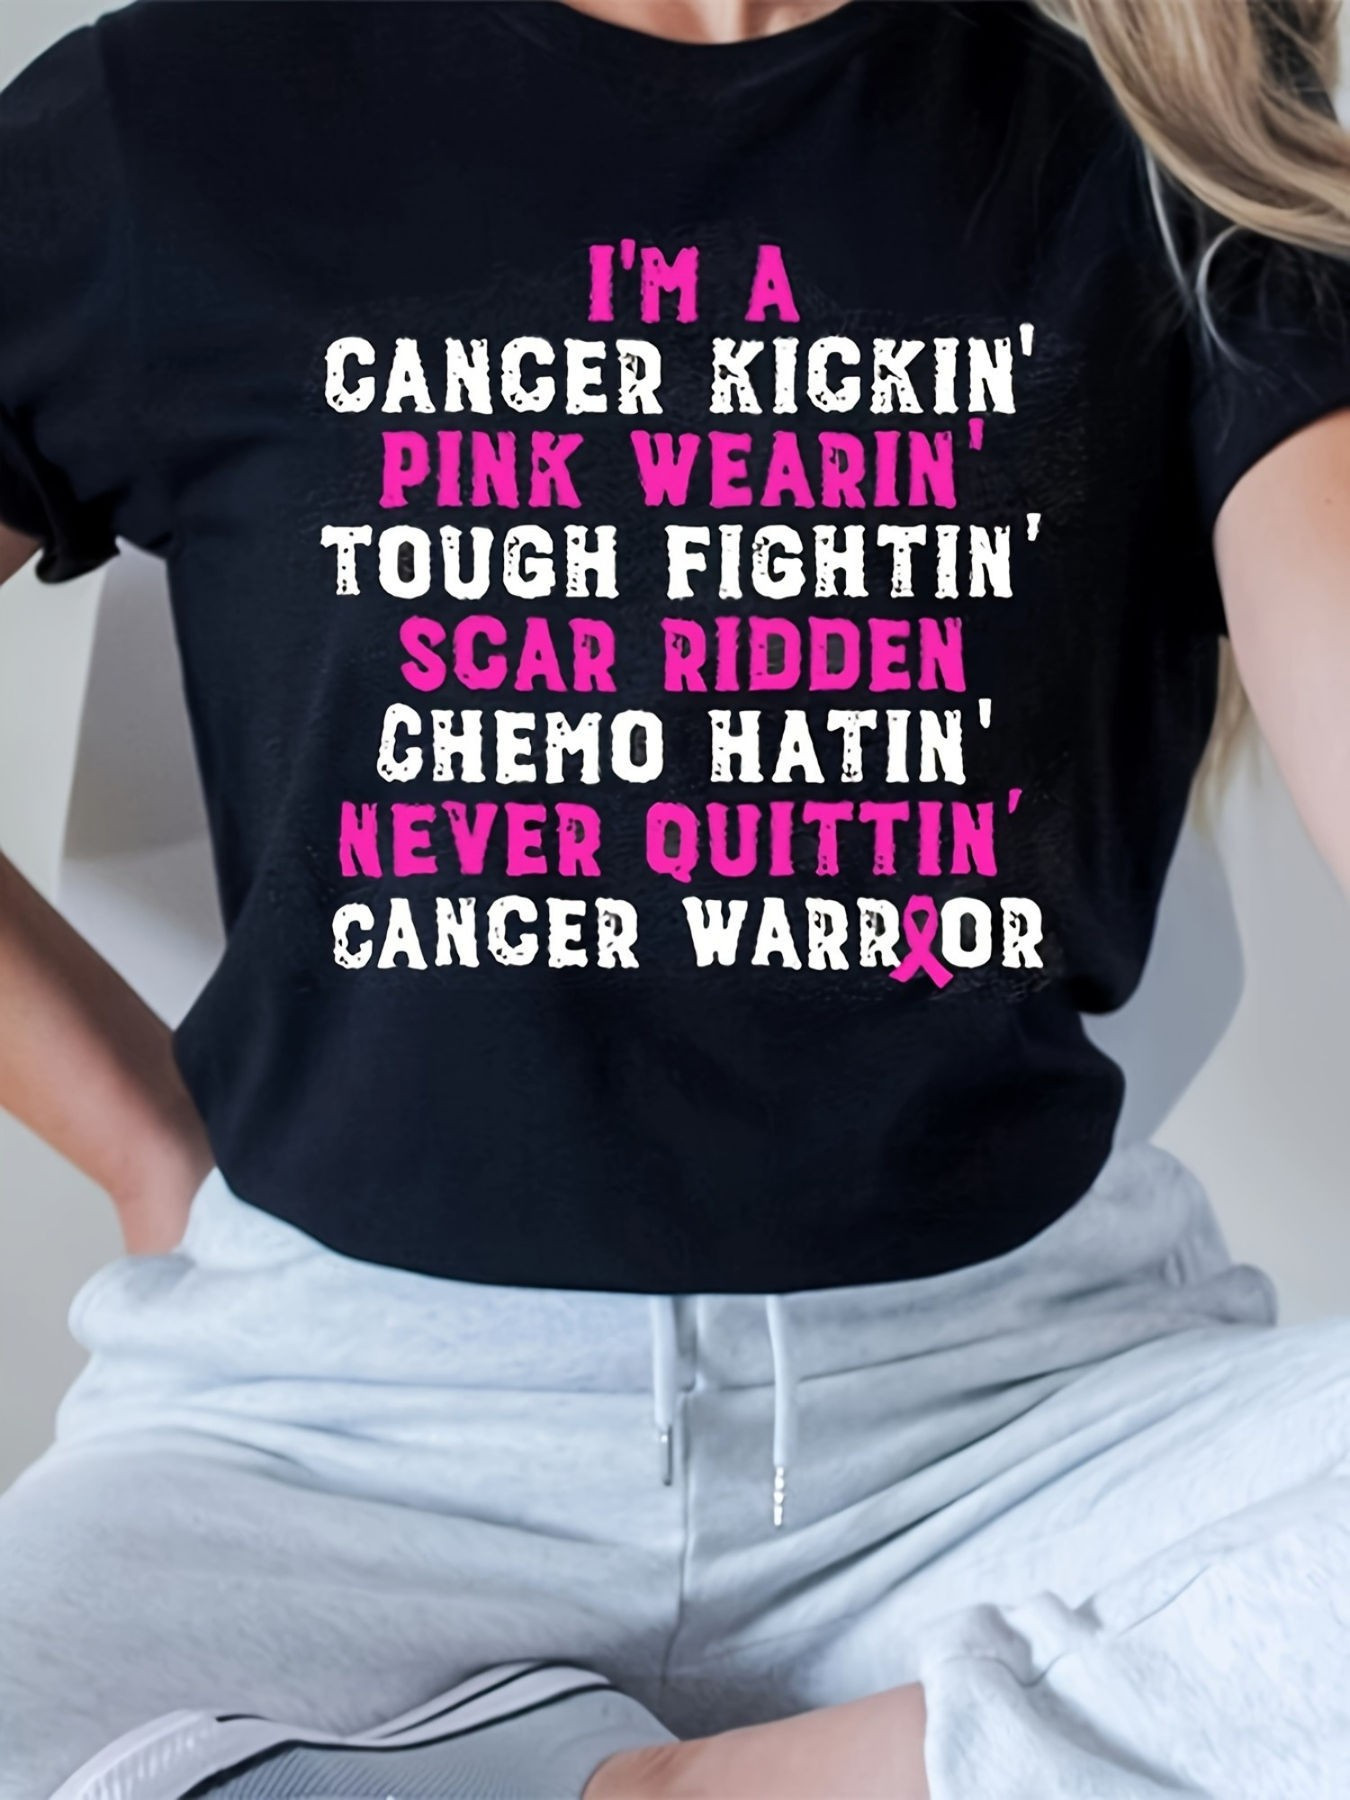 I'M A
CANCER KICKIN'
PINK WEARIN'
TOUGH FIGHTIN'
SCAR RIDDEN
CHEMO HATIN'
NEVER QUITTIN'
CANCER WARRIOR